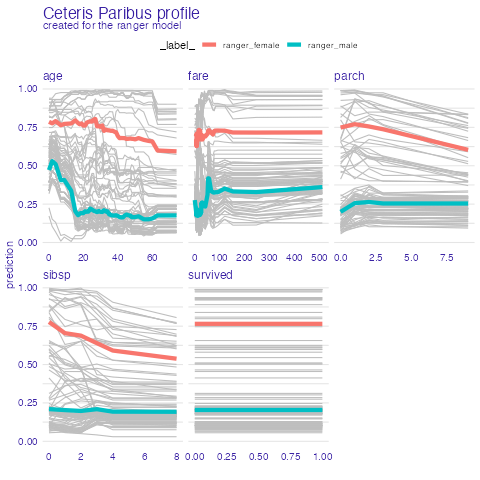 Ceteris Paribus profile
created for the ranger model
_label_ ranger_female ranger_male
age fare parch
1.00
0.75
0.50
0.25
0.00
0 20 40 60 0 100 200 300 400 500 0.0 2.5 5.0 7.5
prediction
sibsp survived
1.00
0.75
0.50
0.25
0.00
0 2 4 6 8 0.00 0.25 0.50 0.75 1.00